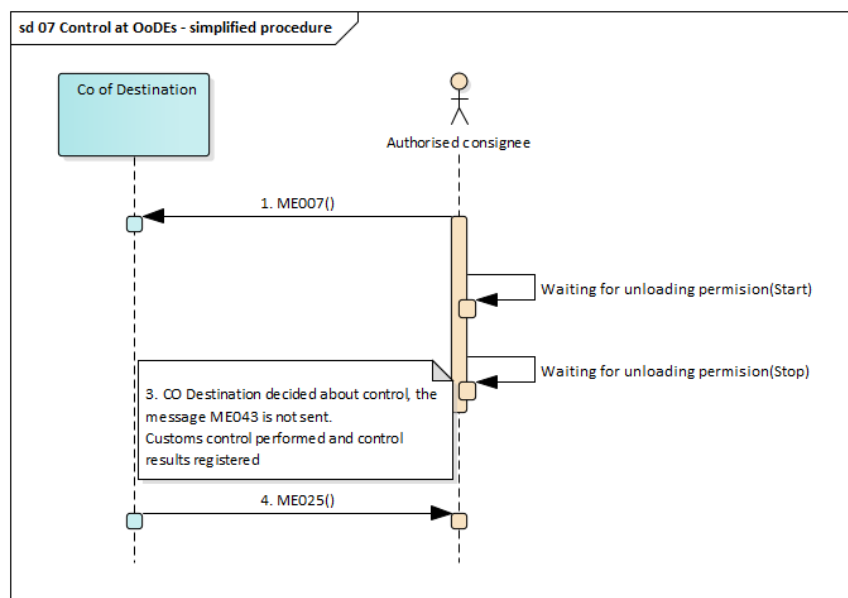 sd 07 Control at OoDEs - simplified procedure
Co of Destination
Authorised consignee
1. ME007()
Waiting for unloading permision(Start)
Waiting for unloading permision(Stop)
3. CO Destination decided about control, the
message ME043 is not sent.
Customs control performed and control
results registered
4. ME025()